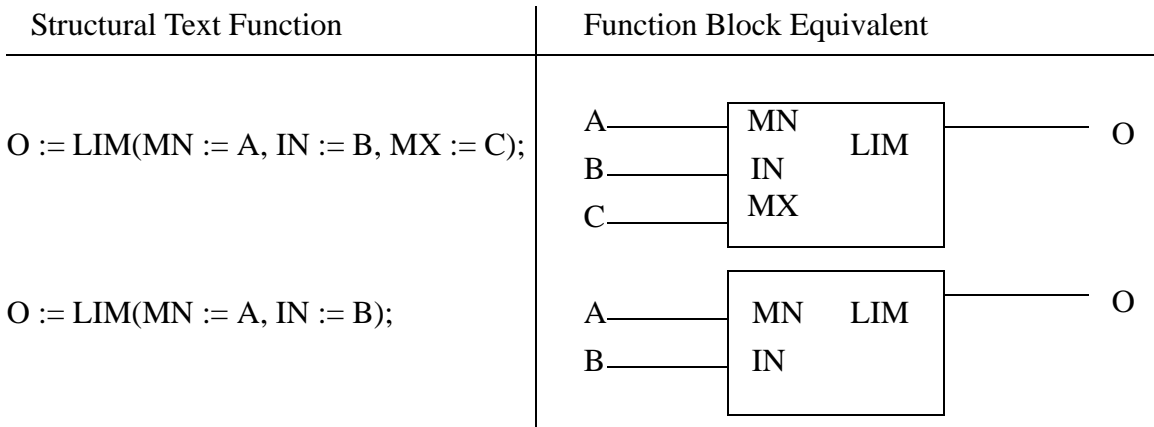 Structural Text Function
Function Block Equivalent
O := LIM(MN := A, IN := B, MX := C);
A MN LIM O
B IN
C MX
O := LIM(MN := A, IN := B);
A MN LIM O
B IN